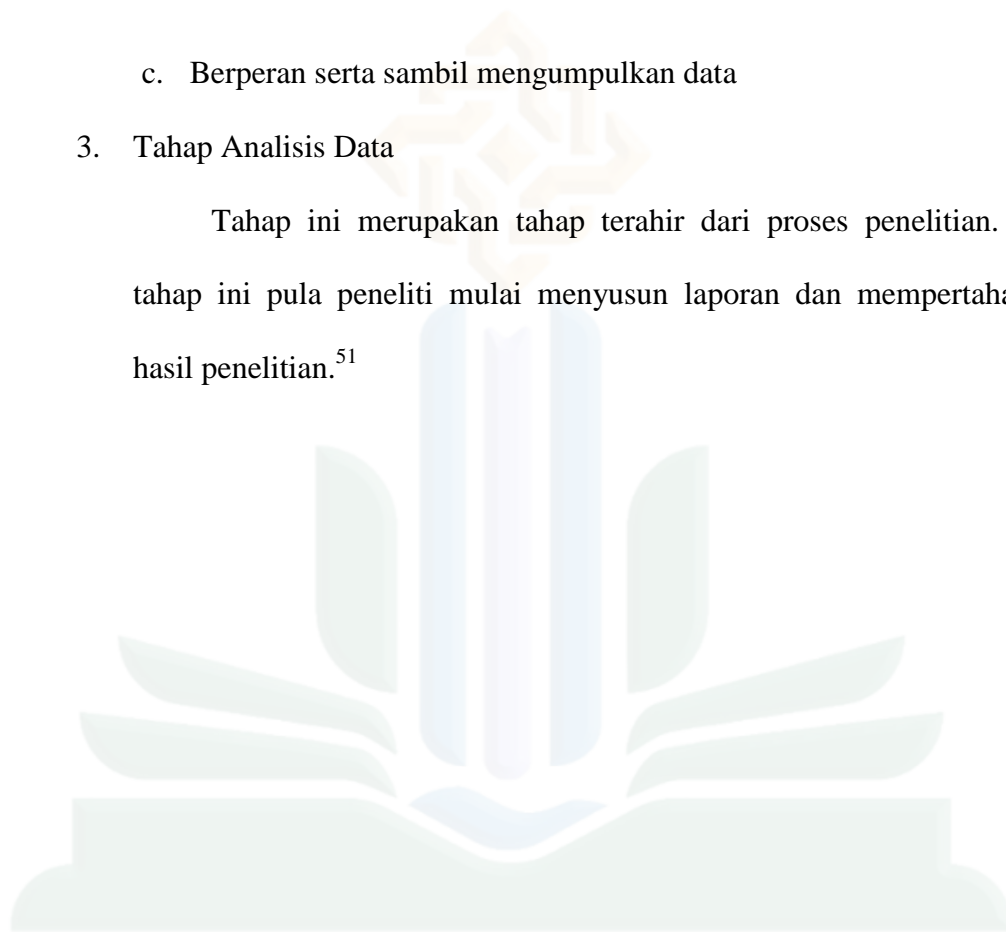 c. Berperan serta sambil mengumpulkan data
3. Tahap Analisis Data
Tahap ini merupakan tahap terahir dari proses penelitian.
tahap ini pula peneliti mulai menyusun laporan dan mempertaha
hasil penelitian.51